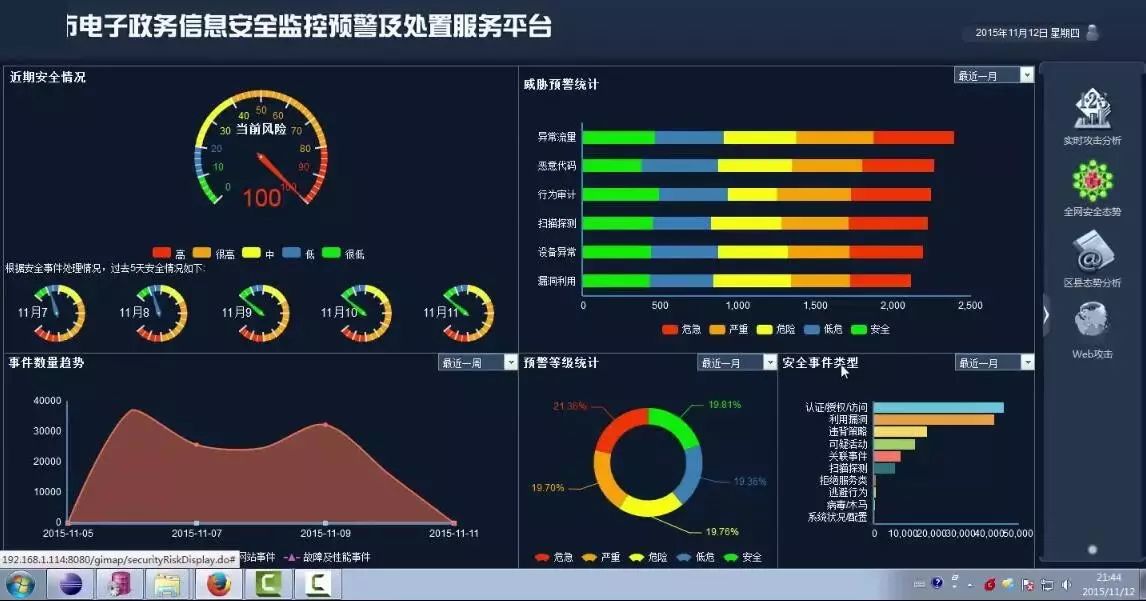 市电子政务信息安全监控预警及处置服务平台
2015年11月12日 星期四
近期安全情况
当前风险
0 10 20 30 40 50 60 70 80 90 100
100
高 很高 中 低 很低
根据安全事件处理情况，过去5天安全情况如下:
11月7 11月8 11月9 11月10 11月11
威胁预警统计
最近一月
异常流量
恶意代码
行为审计
扫描探测
设备异常
漏洞利用
0 500 1,000 1,500 2,000 2,500
危急 严重 危险 低危 安全
实时攻击分析
全网安全态势
区县态势分析
Web攻击
事件数量趋势
最近一周
40000
30000
20000
10000
0
2015-11-05 2015-11-07 2015-11-09 2015-11-11
网站事件 故障及性能事件
预警等级统计
最近一月
21.36%
19.81%
19.70%
19.36%
19.76%
危急 严重 危险 低危 安全
安全事件类型
最近一月
认证/授权/访问
利用漏洞
违背策略
可疑活动
关联事件
扫描探测
拒绝服务类
逃避行为
病毒/木马
系统状况/配置
0 10,000 20,000 30,000 40,000 50,000
192.168.1.114:8080/gimap/securityRiskDisplay.do#
21:44
2015/11/12